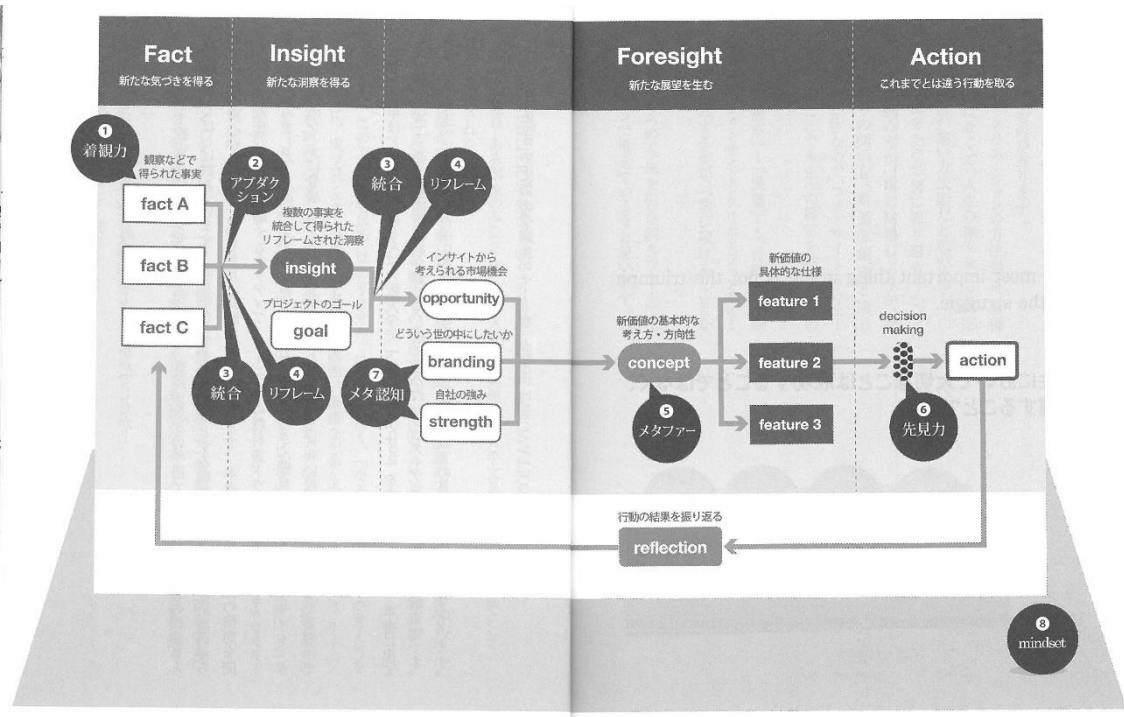 Fact
新たな気づきを得る
Insight
新たな洞察を得る
Foresight
新たな展望を生む
Action
これまでとは違う行動を取る
❶
着観力
観察などで
得られた事実
fact A
fact B
fact C
❷
アブダク
ション
❸
統合
❹
リフレーム
複数の事実を
統合して得られた
リフレームされた洞察
insight
プロジェクトのゴール
goal
❸
統合
❹
リフレーム
インサイトから
考えられる市場機会
opportunity
どういう世の中にしたいか
branding
❼
メタ認知
自社の強み
strength
新価値の基本的な
考え方・方向性
concept
❺
メタファー
新価値の
具体的な仕様
feature 1
feature 2
feature 3
decision
making
❻
先見力
action
行動の結果を振り返る
reflection
❽
mindset